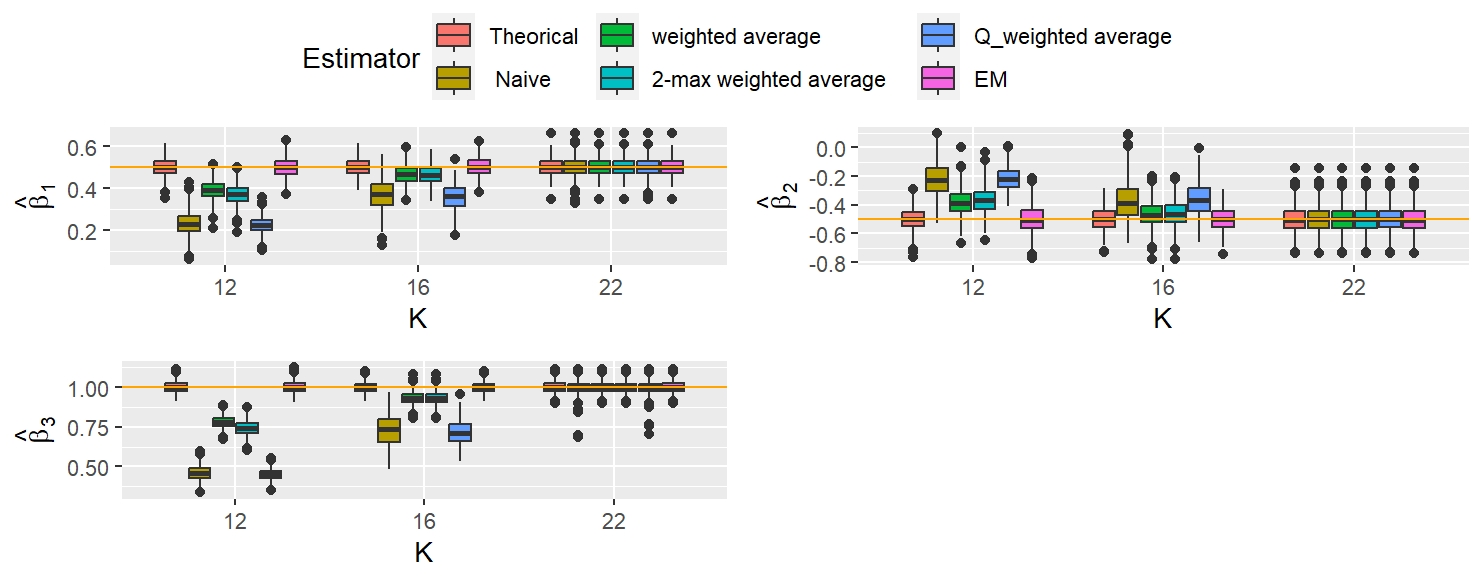 Estimator
Theorical
weighted average
Q_weighted average
Naive
2-max weighted average
EM
0.6
0.4
0.2
β̂1
12
16
22
K
0.0
-0.2
-0.4
-0.6
-0.8
β̂2
12
16
22
K
1.00
0.75
0.50
β̂3
12
16
22
K